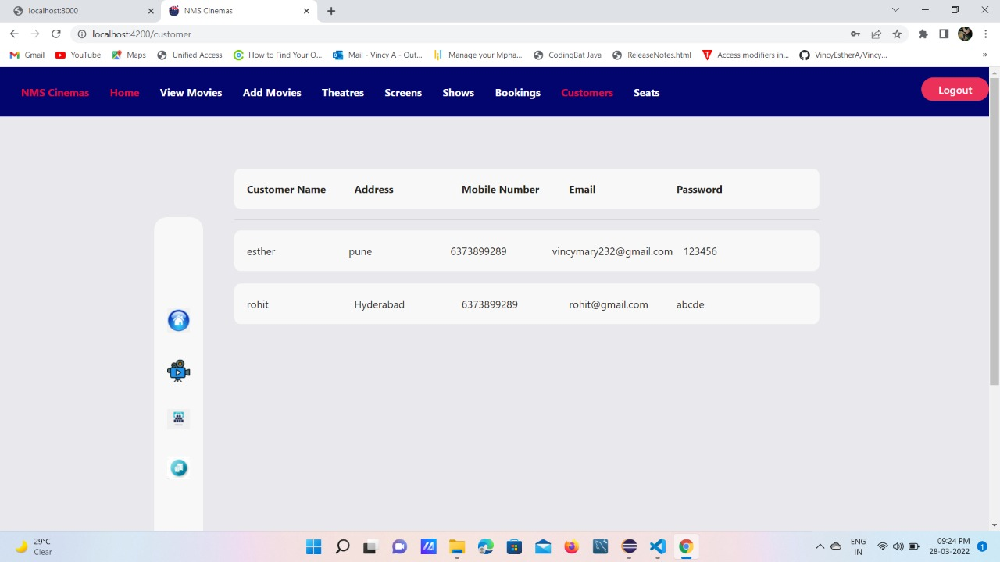 localhost:8000 NMS Cinemas
localhost:4200/customer
Gmail YouTube Maps Unified Access How to Find Your O... Mail - Vincy A - Out... Manage your Mpha... CodingBat Java ReleaseNotes.html Access modifiers in... VincyEstherA/Vincy... »
NMS Cinemas Home View Movies Add Movies Theatres Screens Shows Bookings Customers Seats Logout
Customer Name Address Mobile Number Email Password
esther pune 6373899289 vincymary232@gmail.com 123456
rohit Hyderabad 6373899289 rohit@gmail.com abcde
29°C
Clear
ENG
IN
09:24 PM
28-03-2022
1